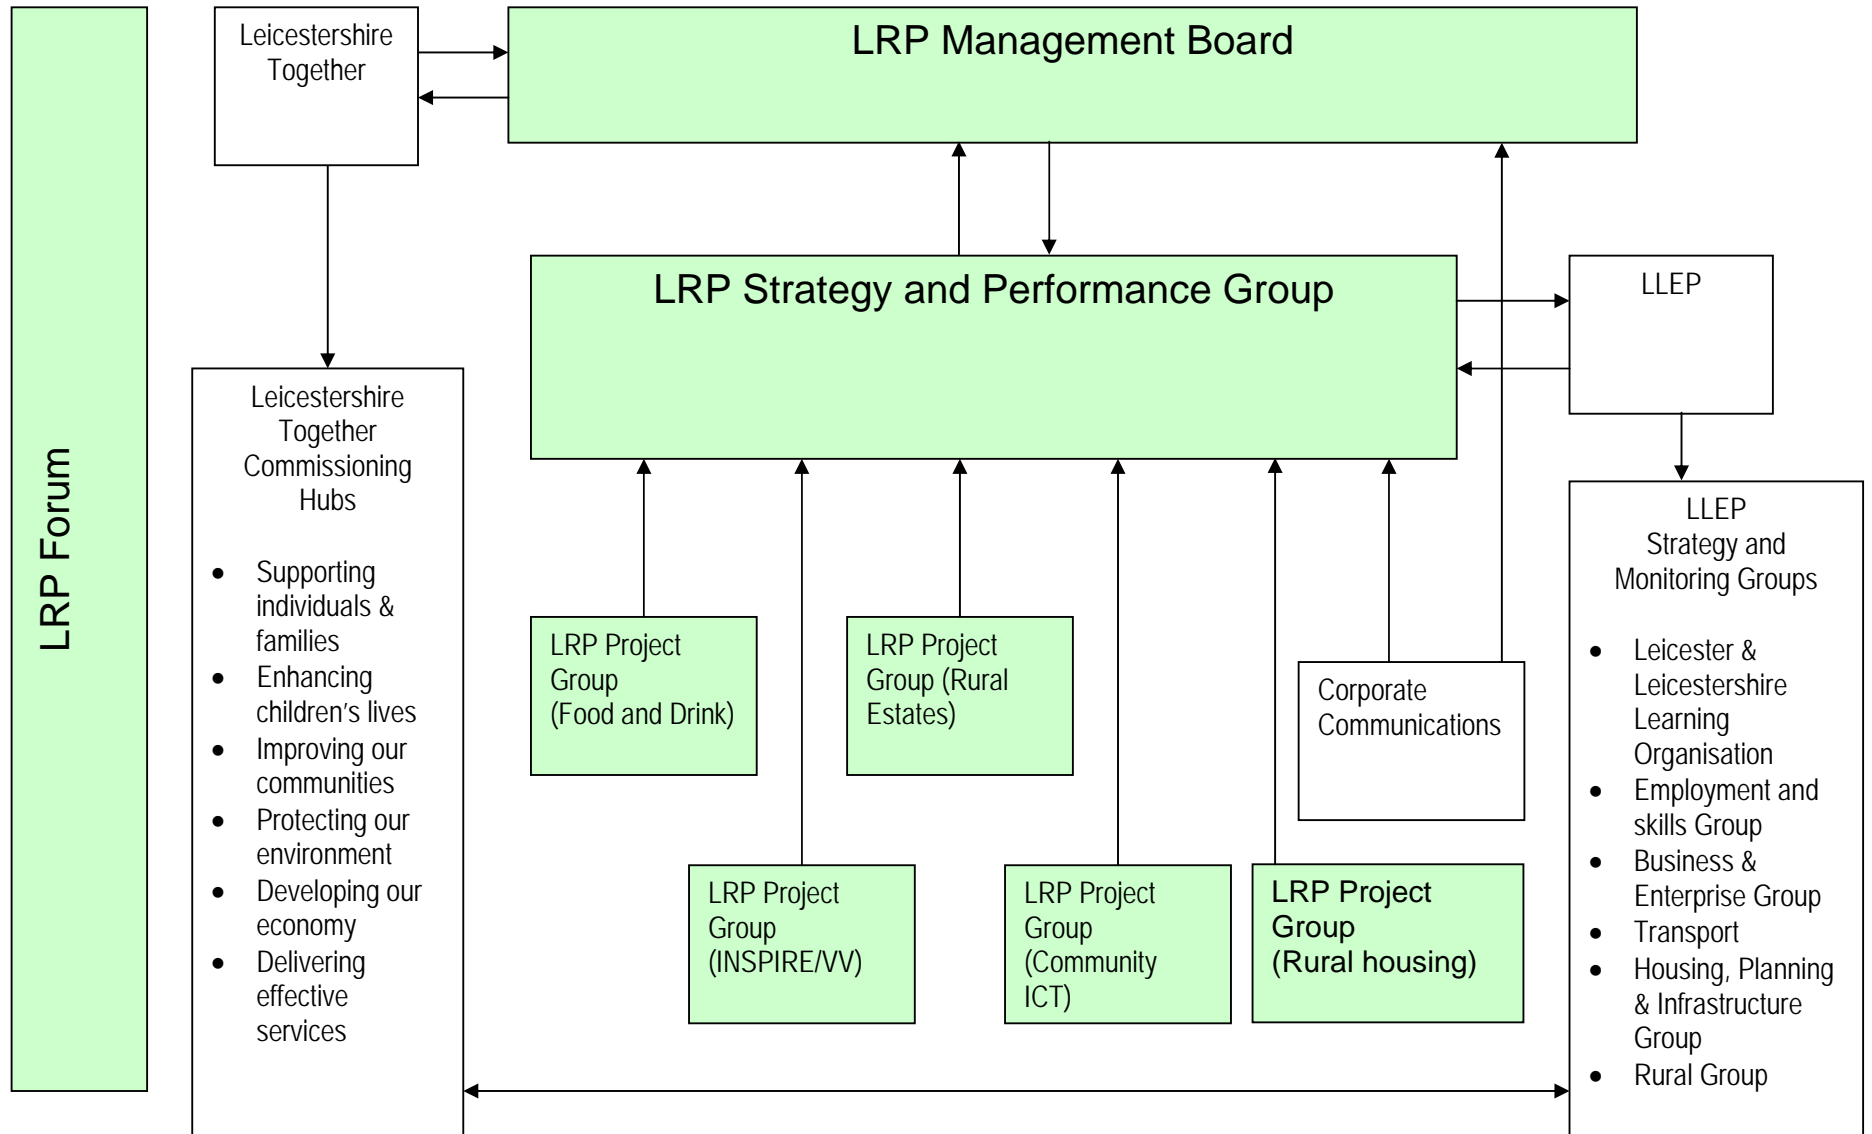 LRP Forum
Leicestershire
Together
LRP Management Board
LRP Strategy and Performance Group
LLEP
Leicestershire
Together
Commissioning
Hubs
• Supporting
individuals &
families
• Enhancing
children's lives
• Improving our
communities
• Protecting our
environment
• Developing our
economy
• Delivering
effective
services
LRP Project
Group
(Food and Drink)
LRP Project
Group (Rural
Estates)
Corporate
Communications
LRP Project
Group
(INSPIRE/VV)
LRP Project
Group
(Community
ICT)
LRP Project
Group
(Rural housing)
LLEP
Strategy and
Monitoring Groups
• Leicester &
Leicestershire
Learning
Organisation
• Employment and
skills Group
• Business &
Enterprise Group
• Transport
• Housing, Planning
& Infrastructure
Group
• Rural Group